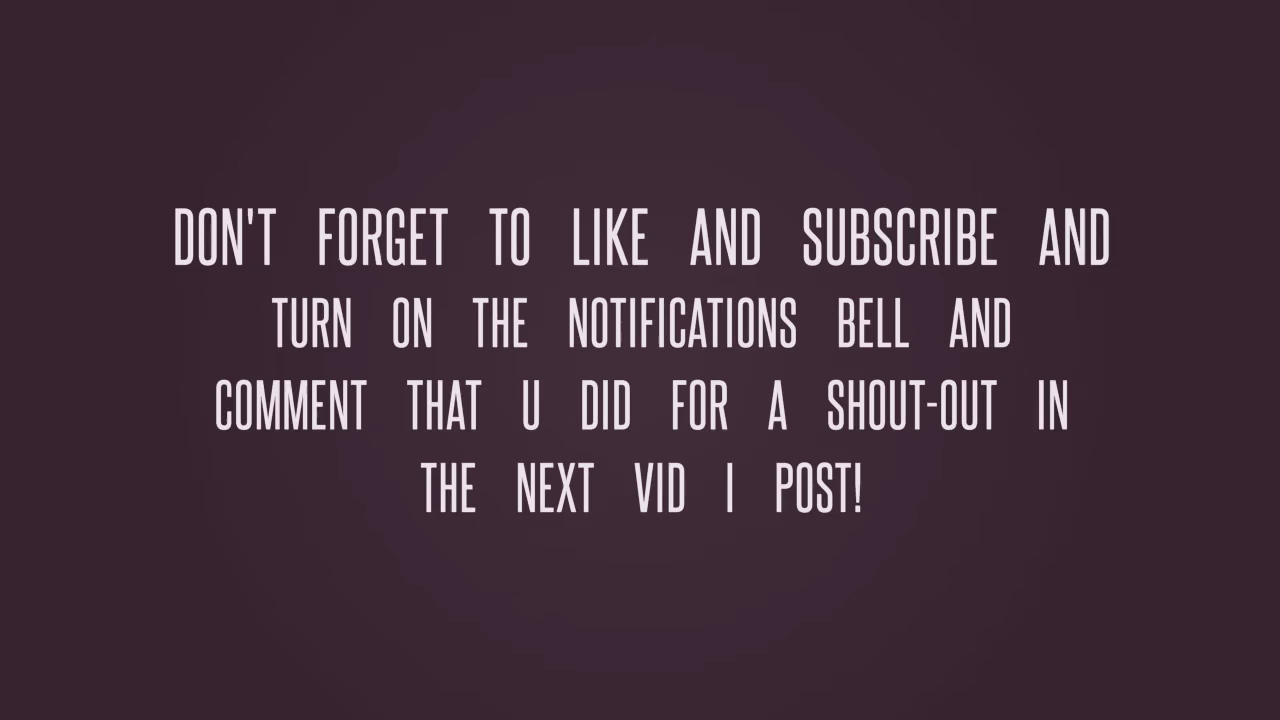 DON'T FORGET TO LIKE AND SUBSCRIBE AND
TURN ON THE NOTIFICATIONS BELL AND
COMMENT THAT U DID FOR A SHOUT-OUT IN
THE NEXT VID I POST!